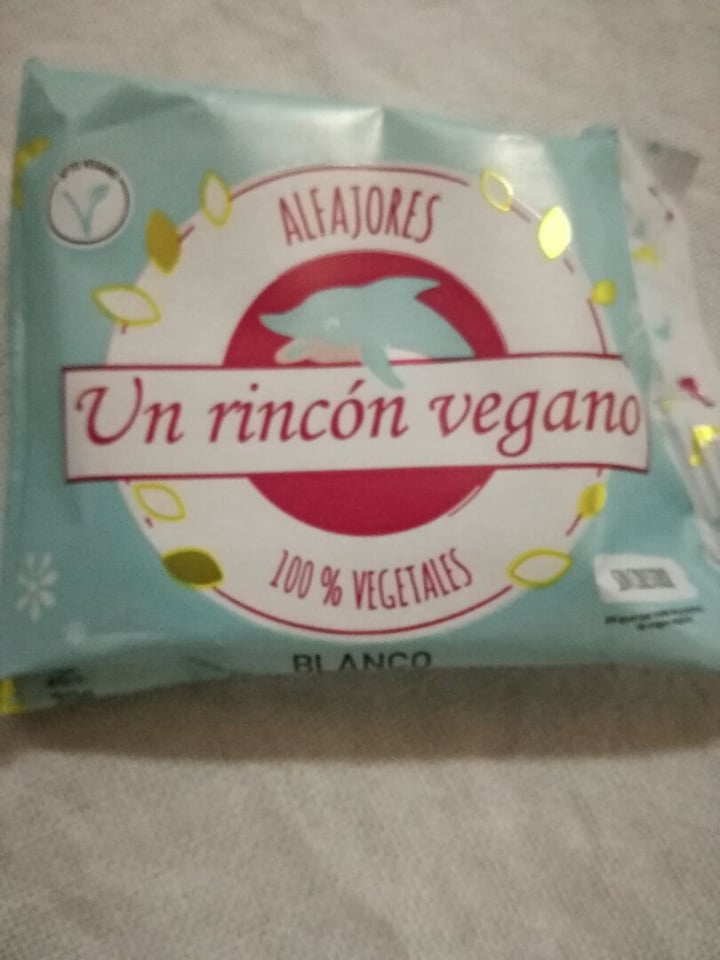 ALFAJORES
Un rincón vegano
100 % VEGETALES
BLANCO